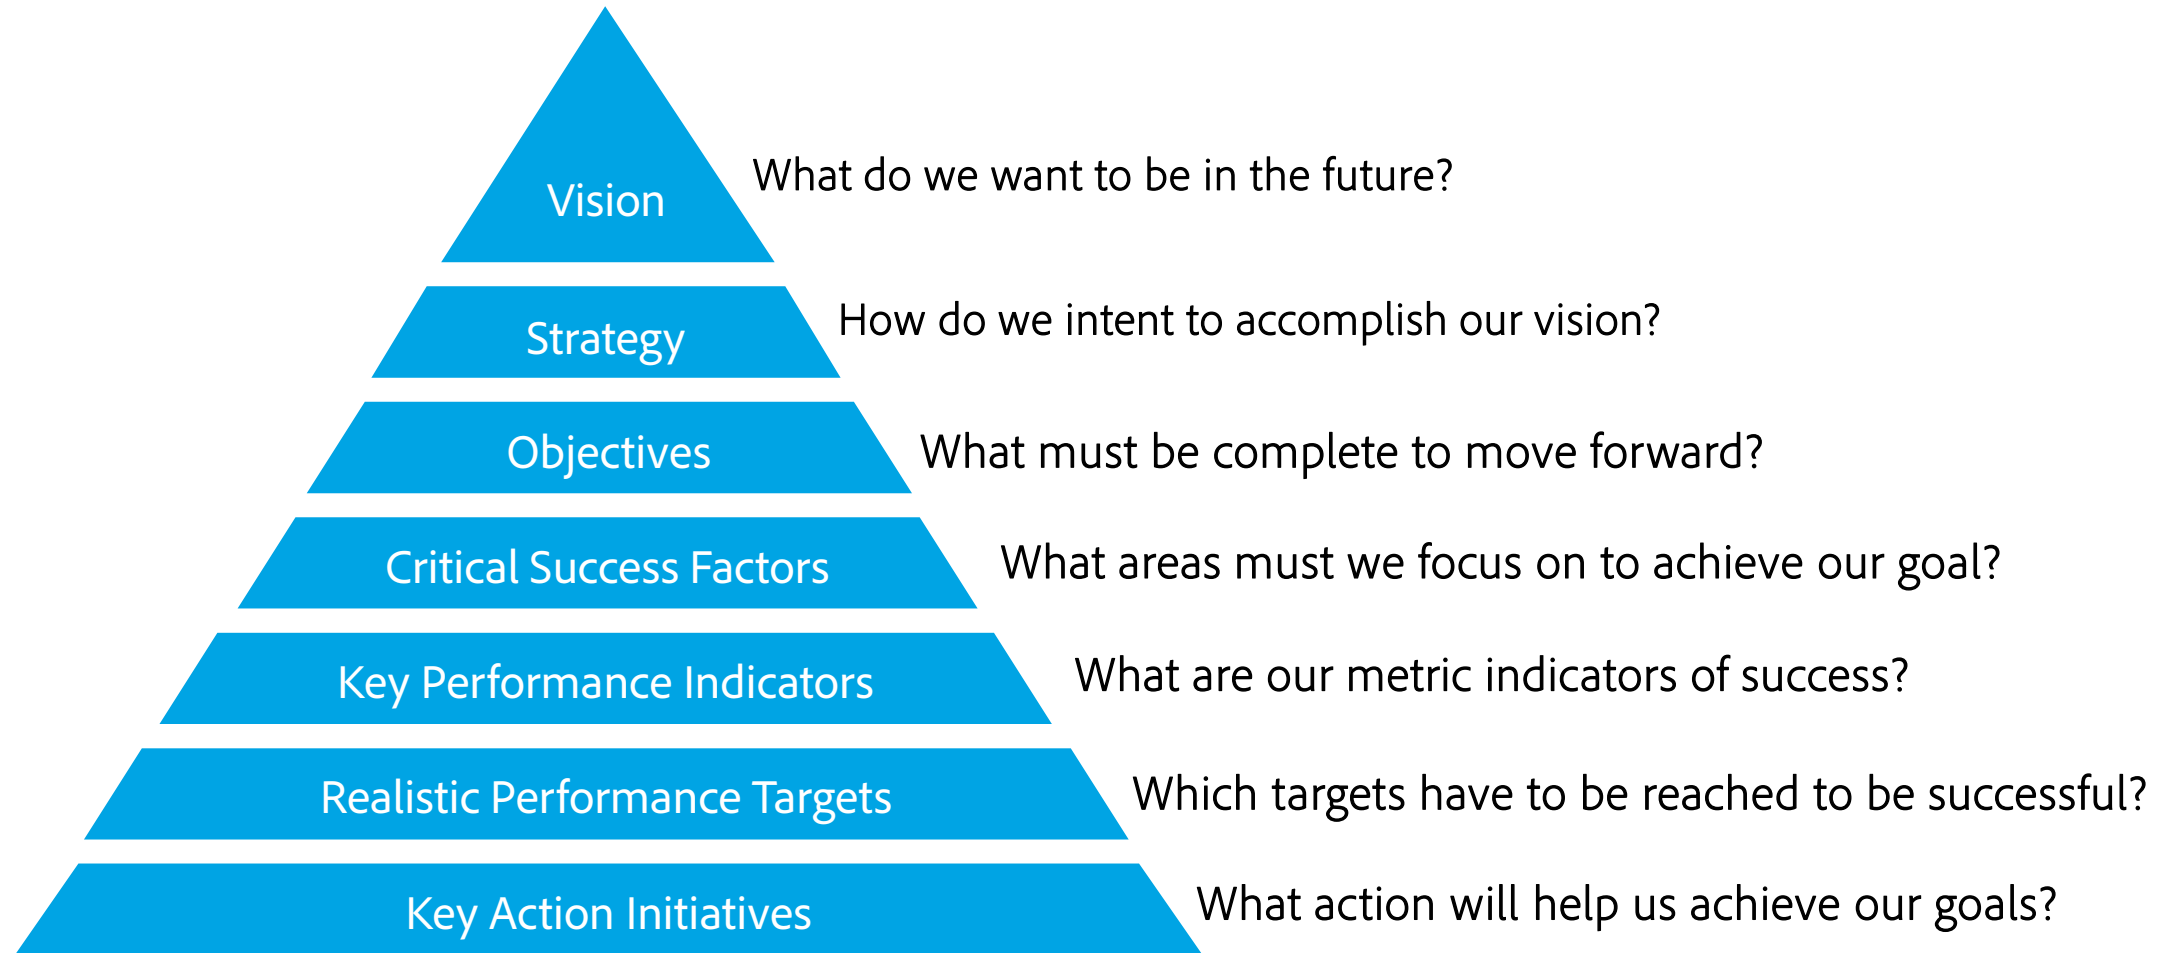 Vision
What do we want to be in the future?
Strategy
How do we intent to accomplish our vision?
Objectives
What must be complete to move forward?
Critical Success Factors
What areas must we focus on to achieve our goal?
Key Performance Indicators
What are our metric indicators of success?
Realistic Performance Targets
Which targets have to be reached to be successful?
Key Action Initiatives
What action will help us achieve our goals?